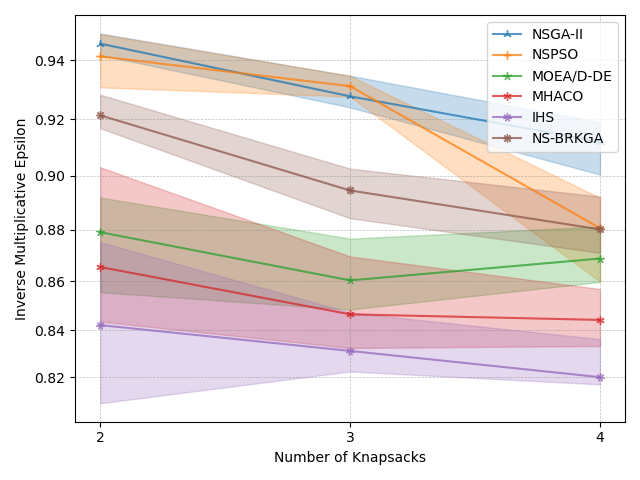 NSGA-II
NSPSO
MOEA/D-DE
MHACO
IHS
NS-BRKGA
0.94
0.92
0.90
0.88
0.86
0.84
0.82
Inverse Multiplicative Epsilon
2
3
4
Number of Knapsacks